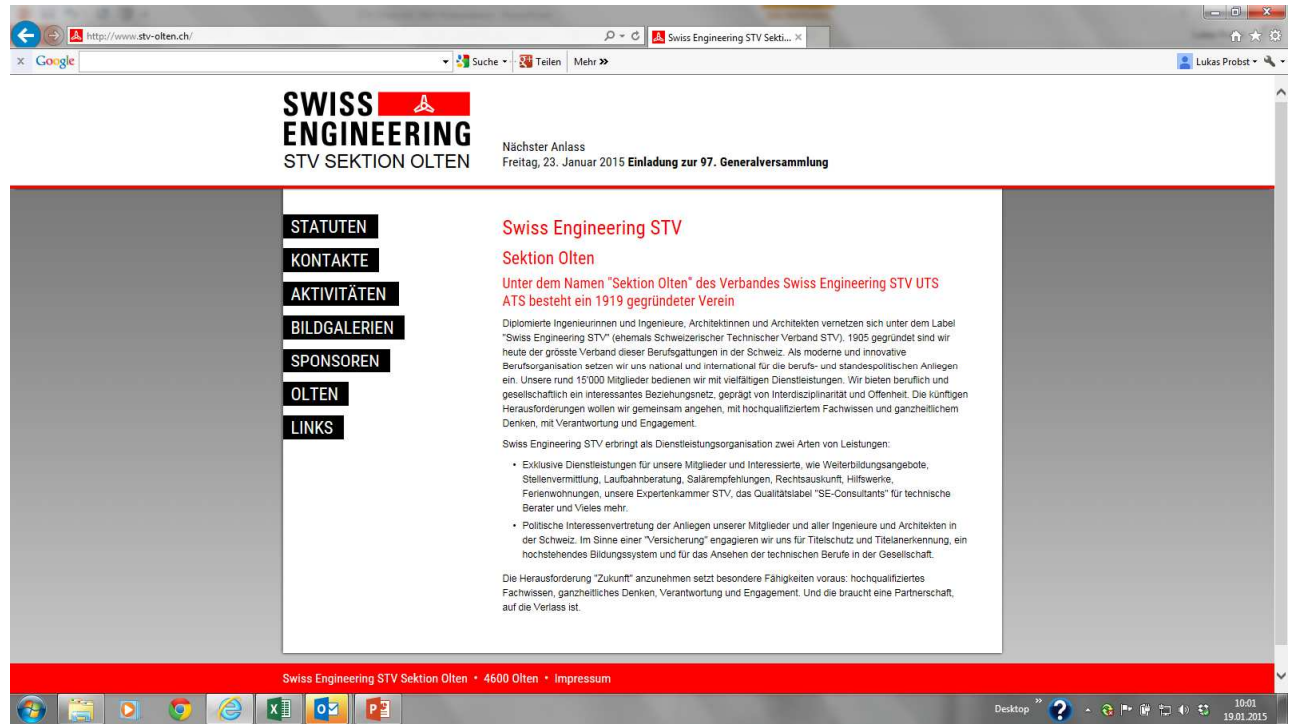 http://www.stv-olten.ch/
Swiss Engineering STV Sekti...
x Google
Suche
Teilen
Mehr »
Lukas Probst
SWISS
ENGINEERING
STV SEKTION OLTEN
Nächster Anlass
Freitag, 23. Januar 2015 Einladung zur 97. Generalversammlung
STATUTEN
KONTAKTE
AKTIVITÄTEN
BILDGALERIEN
SPONSOREN
OLTEN
LINKS
Swiss Engineering STV
Sektion Olten
Unter dem Namen "Sektion Olten" des Verbandes Swiss Engineering STV UTS
ATS besteht ein 1919 gegründeter Verein
Diplomierte Ingenieurinnen und Ingenieure, Architektinnen und Architekten vernetzen sich unter dem Label
"Swiss Engineering STV" (ehemals Schweizerischer Technischer Verband STV). 1905 gegründet sind wir
heute der grösste Verband dieser Berufsgattungen in der Schweiz. Als moderne und innovative
Berufsorganisation setzen wir uns national und international für die berufs- und standespolitischen Anliegen
ein. Unsere rund 15'000 Mitglieder bedienen wir mit vielfältigen Dienstleistungen. Wir bieten beruflich und
gesellschaftlich ein interessantes Beziehungsnetz, geprägt von Interdisziplinarität und Offenheit. Die künftigen
Herausforderungen wollen wir gemeinsam angehen, mit hochqualifiziertem Fachwissen und ganzheitlichem
Denken, mit Verantwortung und Engagement.
Swiss Engineering STV erbringt als Dienstleistungsorganisation zwei Arten von Leistungen:
• Exklusive Dienstleistungen für unsere Mitglieder und Interessierte, wie Weiterbildungsangebote,
Stellenvermittlung, Laufbahnberatung, Salärempfehlungen, Rechtsauskunft, Hilfswerke,
Ferienwohnungen, unsere Expertenkammer STV, das Qualitätslabel "SE-Consultants" für technische
Berater und Vieles mehr.
• Politische Interessenvertretung der Anliegen unserer Mitglieder und aller Ingenieure und Architekten in
der Schweiz. Im Sinne einer "Versicherung" engagieren wir uns für Titelschutz und Titelanerkennung, ein
hochstehendes Bildungssystem und für das Ansehen der technischen Berufe in der Gesellschaft.
Die Herausforderung "Zukunft" anzunehmen setzt besondere Fähigkeiten voraus: hochqualifiziertes
Fachwissen, ganzheitliches Denken, Verantwortung und Engagement. Und die braucht eine Partnerschaft,
auf die Verlass ist.
Swiss Engineering STV Sektion Olten • 4600 Olten • Impressum
Desktop »
10:01
19.01.2015